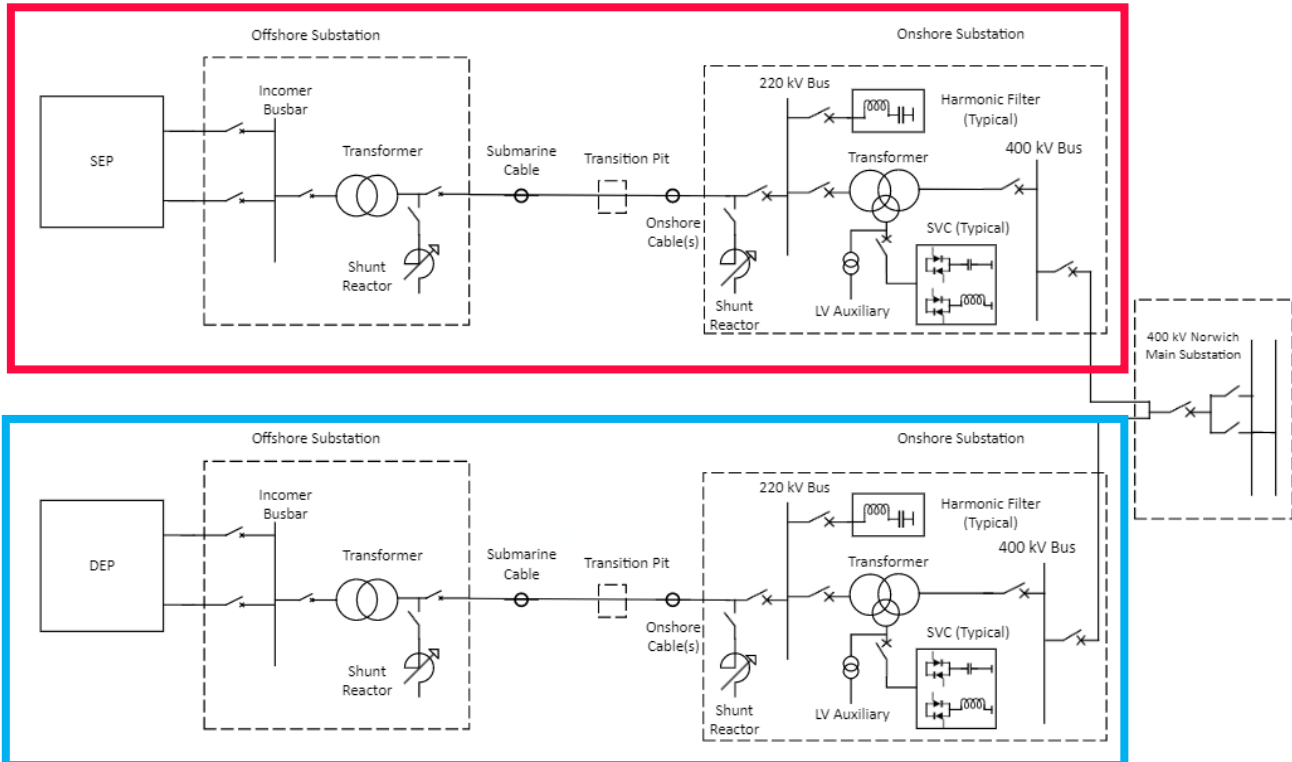 Offshore Substation
Onshore Substation
Incomer
Busbar
220 kV Bus
Harmonic Filter
(Typical)
SEP
Transformer
Submarine
Cable
Transition Pit
Transformer
400 kV Bus
Onshore
Cable(s)
SVC (Typical)
Shunt
Reactor
Shunt
Reactor
LV Auxiliary
400 kV Norwich
Main Substation
Offshore Substation
Onshore Substation
Incomer
Busbar
220 kV Bus
Harmonic Filter
(Typical)
DEP
Transformer
Submarine
Cable
Transition Pit
Transformer
400 kV Bus
Onshore
Cable(s)
SVC (Typical)
Shunt
Reactor
Shunt
Reactor
LV Auxiliary